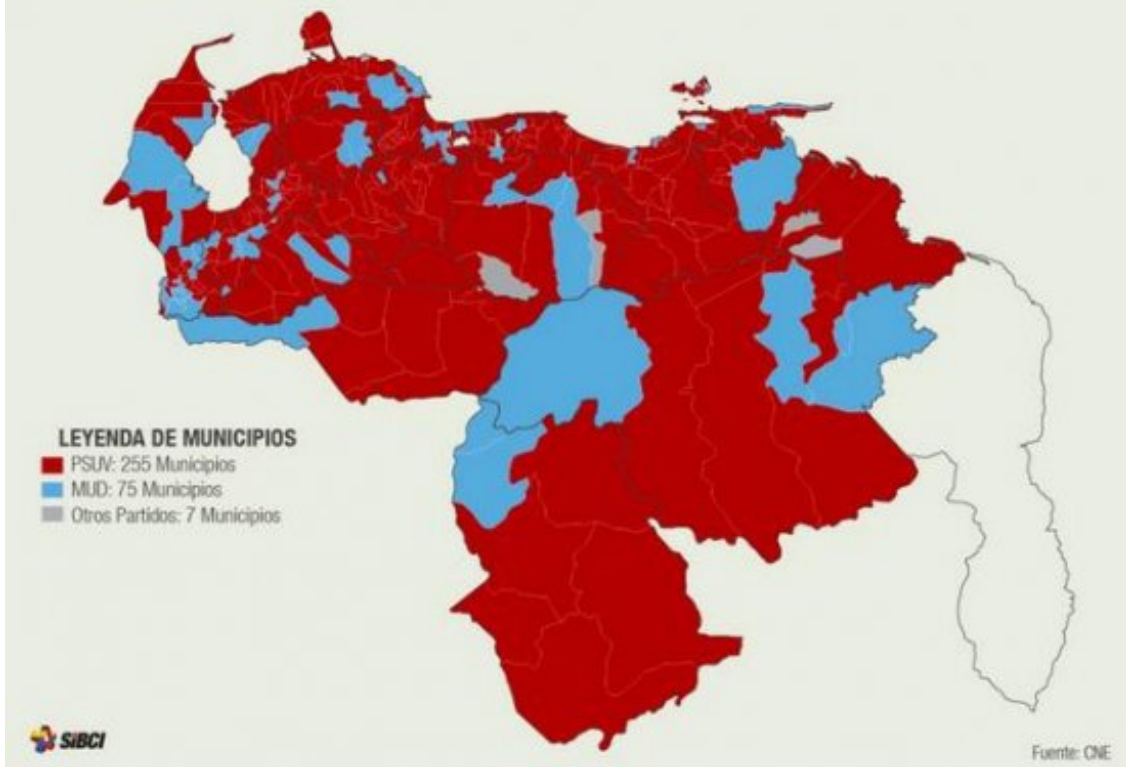 LEYENDA DE MUNICIPIOS
PSUV: 255 Municipios
MUD: 75 Municipios
Otros Partidos: 7 Municipios
SiBCI
Fuente: CNE